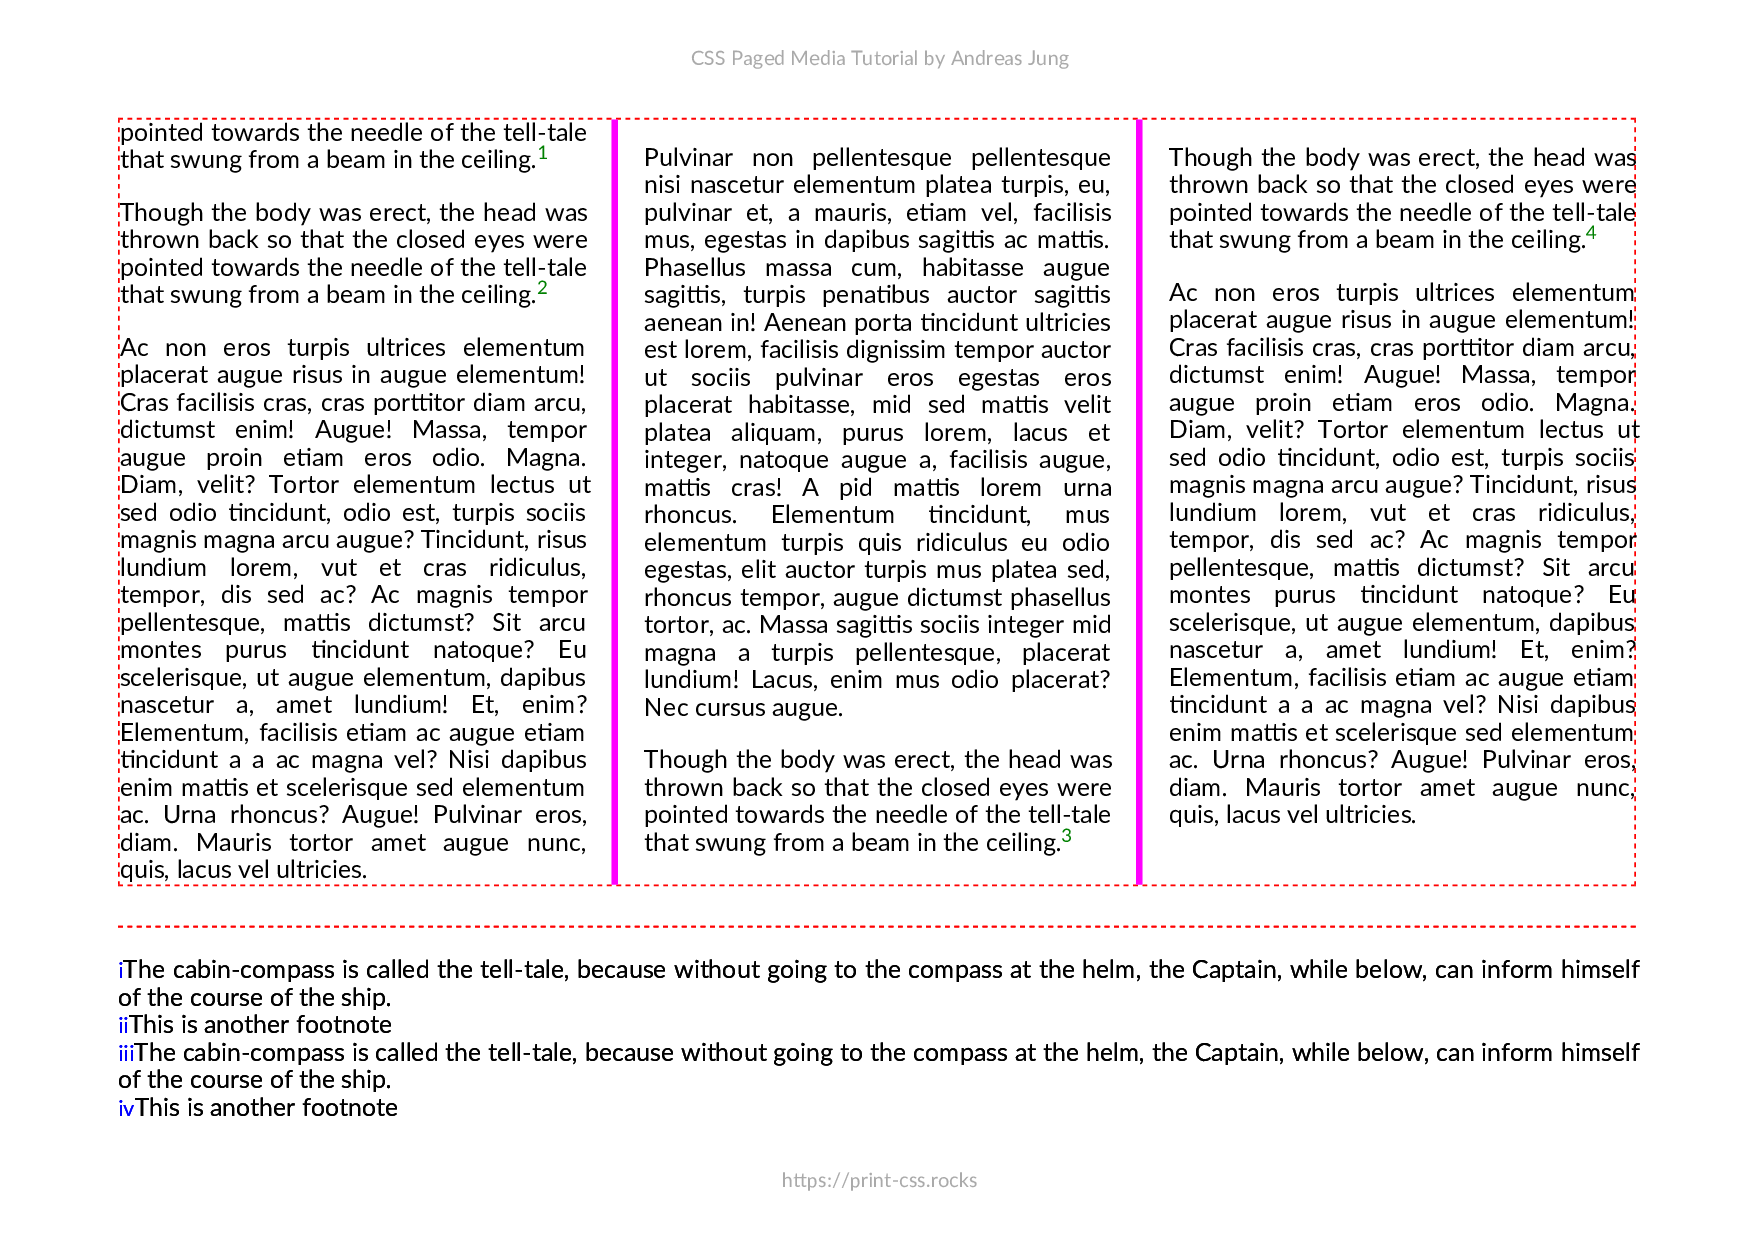 CSS Paged Media Tutorial by Andreas Jung
pointed towards the needle of the tell-tale
that swung from a beam in the ceiling.1
Though the body was erect, the head was
thrown back so that the closed eyes were
pointed towards the needle of the tell-tale
that swung from a beam in the ceiling.2
Ac non eros turpis ultrices elementum
placerat augue risus in augue elementum!
Cras facilisis cras, cras porttitor diam arcu,
dictumst enim! Augue! Massa, tempor
augue proin etiam eros odio. Magna.
Diam, velit? Tortor elementum lectus ut
sed odio tincidunt, odio est, turpis sociis
magnis magna arcu augue? Tincidunt, risus
lundium lorem, vut et cras ridiculus,
tempor, dis sed ac? Ac magnis tempor
pellentesque, mattis dictumst? Sit arcu
montes purus tincidunt natoque? Eu
scelerisque, ut augue elementum, dapibus
nascetur a, amet lundium! Et, enim?
Elementum, facilisis etiam ac augue etiam
tincidunt a a ac magna vel? Nisi dapibus
enim mattis et scelerisque sed elementum
ac. Urna rhoncus? Augue! Pulvinar eros,
diam. Mauris tortor amet augue nunc,
quis, lacus vel ultricies.
Pulvinar non pellentesque pellentesque
nisi nascetur elementum platea turpis, eu,
pulvinar et, a mauris, etiam vel, facilisis
mus, egestas in dapibus sagittis ac mattis.
Phasellus massa cum, habitasse augue
sagittis, turpis penatibus auctor sagittis
aenean in! Aenean porta tincidunt ultricies
est lorem, facilisis dignissim tempor auctor
ut sociis pulvinar eros egestas eros
placerat habitasse, mid sed mattis velit
platea aliquam, purus lorem, lacus et
integer, natoque augue a, facilisis augue,
mattis cras! A pid mattis lorem urna
rhoncus. Elementum tincidunt, mus
elementum turpis quis ridiculus eu odio
egestas, elit auctor turpis mus platea sed,
rhoncus tempor, augue dictumst phasellus
tortor, ac. Massa sagittis sociis integer mid
magna a turpis pellentesque, placerat
lundium! Lacus, enim mus odio placerat?
Nec cursus augue.
Though the body was erect, the head was
thrown back so that the closed eyes were
pointed towards the needle of the tell-tale
that swung from a beam in the ceiling.3
Though the body was erect, the head was
thrown back so that the closed eyes were
pointed towards the needle of the tell-tale
that swung from a beam in the ceiling.4
Ac non eros turpis ultrices elementum
placerat augue risus in augue elementum!
Cras facilisis cras, cras porttitor diam arcu,
dictumst enim! Augue! Massa, tempor
augue proin etiam eros odio. Magna.
Diam, velit? Tortor elementum lectus ut
sed odio tincidunt, odio est, turpis sociis
magnis magna arcu augue? Tincidunt, risus
lundium lorem, vut et cras ridiculus,
tempor, dis sed ac? Ac magnis tempor
pellentesque, mattis dictumst? Sit arcu
montes purus tincidunt natoque? Eu
scelerisque, ut augue elementum, dapibus
nascetur a, amet lundium! Et, enim?
Elementum, facilisis etiam ac augue etiam
tincidunt a a ac magna vel? Nisi dapibus
enim mattis et scelerisque sed elementum
ac. Urna rhoncus? Augue! Pulvinar eros,
diam. Mauris tortor amet augue nunc,
quis, lacus vel ultricies.
iThe cabin-compass is called the tell-tale, because without going to the compass at the helm, the Captain, while below, can inform himself
of the course of the ship.
iiThis is another footnote
iiiThe cabin-compass is called the tell-tale, because without going to the compass at the helm, the Captain, while below, can inform himself
of the course of the ship.
ivThis is another footnote
https://print-css.rocks